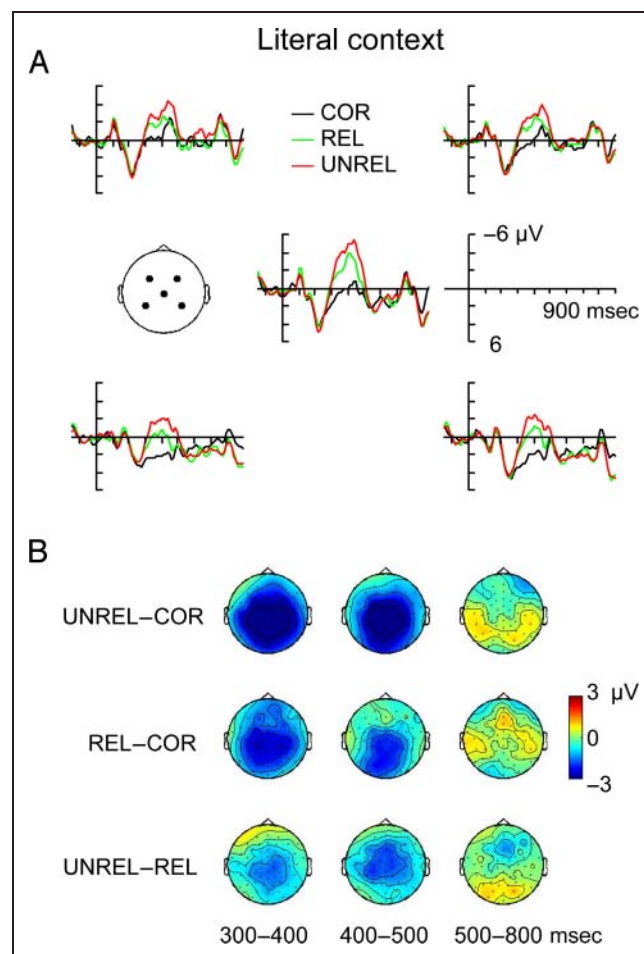 Literal context
A
COR
REL
UNREL
–6 µV
900 msec
6
B
UNREL–COR
REL–COR
UNREL–REL
3 µV
0
–3
300–400 400–500 500–800 msec